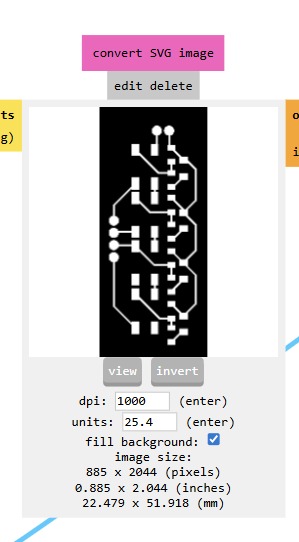 convert SVG image
edit delete
ts
g)
o
i
view
invert
dpi: 1000 (enter)
units: 25.4 (enter)
fill background:
image size:
885 x 2044 (pixels)
0.885 x 2.044 (inches)
22.479 x 51.918 (mm)